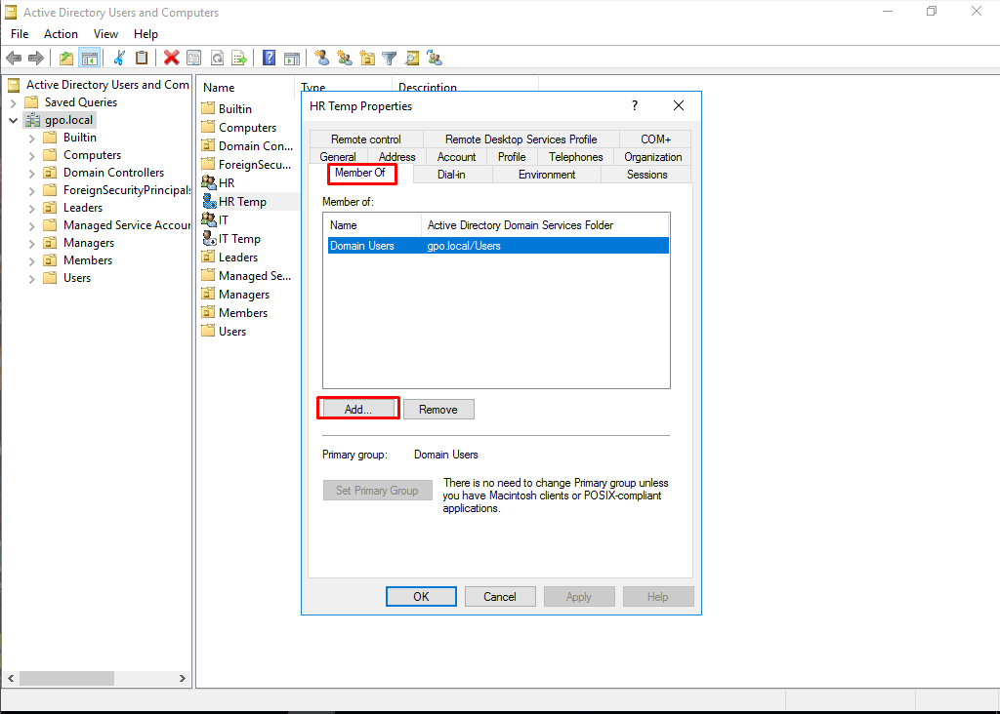 Active Directory Users and Computers
File Action View Help
Active Directory Users and Com
Saved Queries
gpo.local
Builtin
Computers
Domain Controllers
ForeignSecurityPrincipals
Leaders
Managed Service Accour
Managers
Members
Users
Name Type Description
Builtin
Computers
Domain Con...
ForeignSecu...
HR
HR Temp
IT
IT Temp
Leaders
Managed Se...
Managers
Members
Users
HR Temp Properties ?
Remote control Remote Desktop Services Profile COM+
General Address Account Profile Telephones Organization
Member Of Dial-in Environment Sessions
Member of:
Name Active Directory Domain Services Folder
Domain Users gpo.local/Users
Add... Remove
Primary group: Domain Users
Set Primary Group
There is no need to change Primary group unless
you have Macintosh clients or POSIX-compliant
applications.
OK Cancel Apply Help